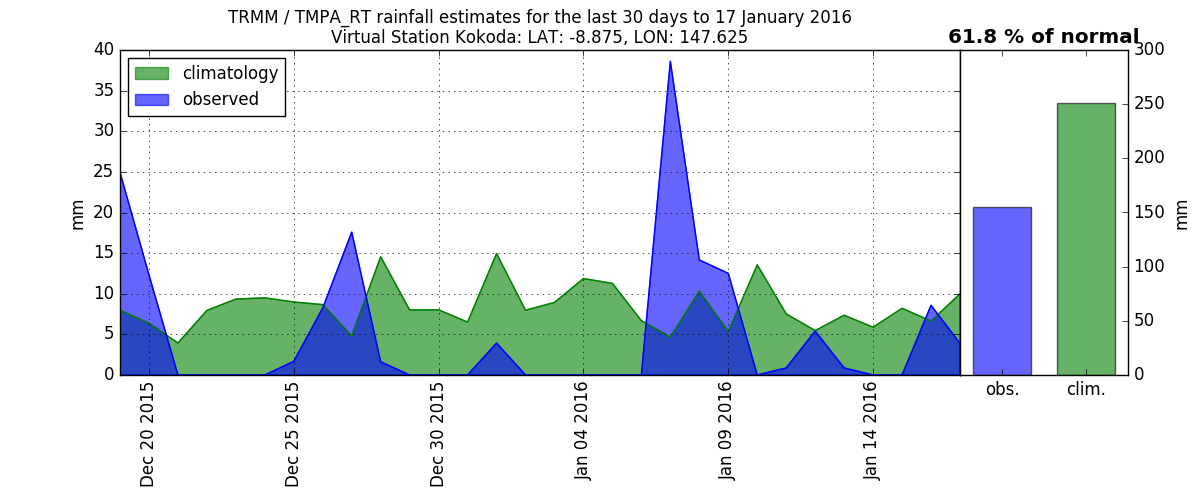 TRMM / TMPA_RT rainfall estimates for the last 30 days to 17 January 2016
Virtual Station Kokoda: LAT: -8.875, LON: 147.625
61.8 % of normal
climatology
observed
40
35
30
25
20
15
10
5
0
mm
Dec 20 2015
Dec 25 2015
Dec 30 2015
Jan 04 2016
Jan 09 2016
Jan 14 2016
300
250
200
150
100
50
0
mm
obs.
clim.